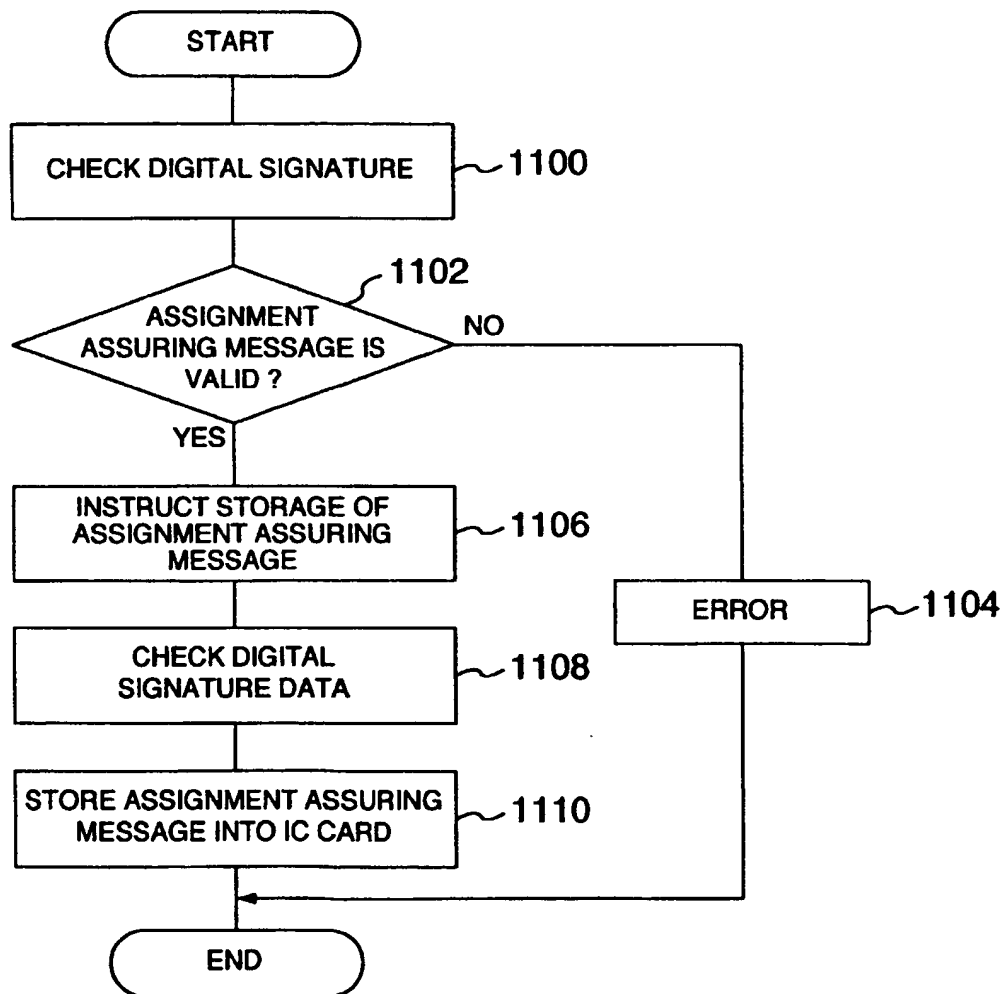 START
CHECK DIGITAL SIGNATURE
1100
1102
ASSIGNMENT
ASSURING MESSAGE IS
VALID ?
NO
YES
INSTRUCT STORAGE OF
ASSIGNMENT ASSURING
MESSAGE
1106
ERROR
1104
CHECK DIGITAL
SIGNATURE DATA
1108
STORE ASSIGNMENT ASSURING
MESSAGE INTO IC CARD
1110
END